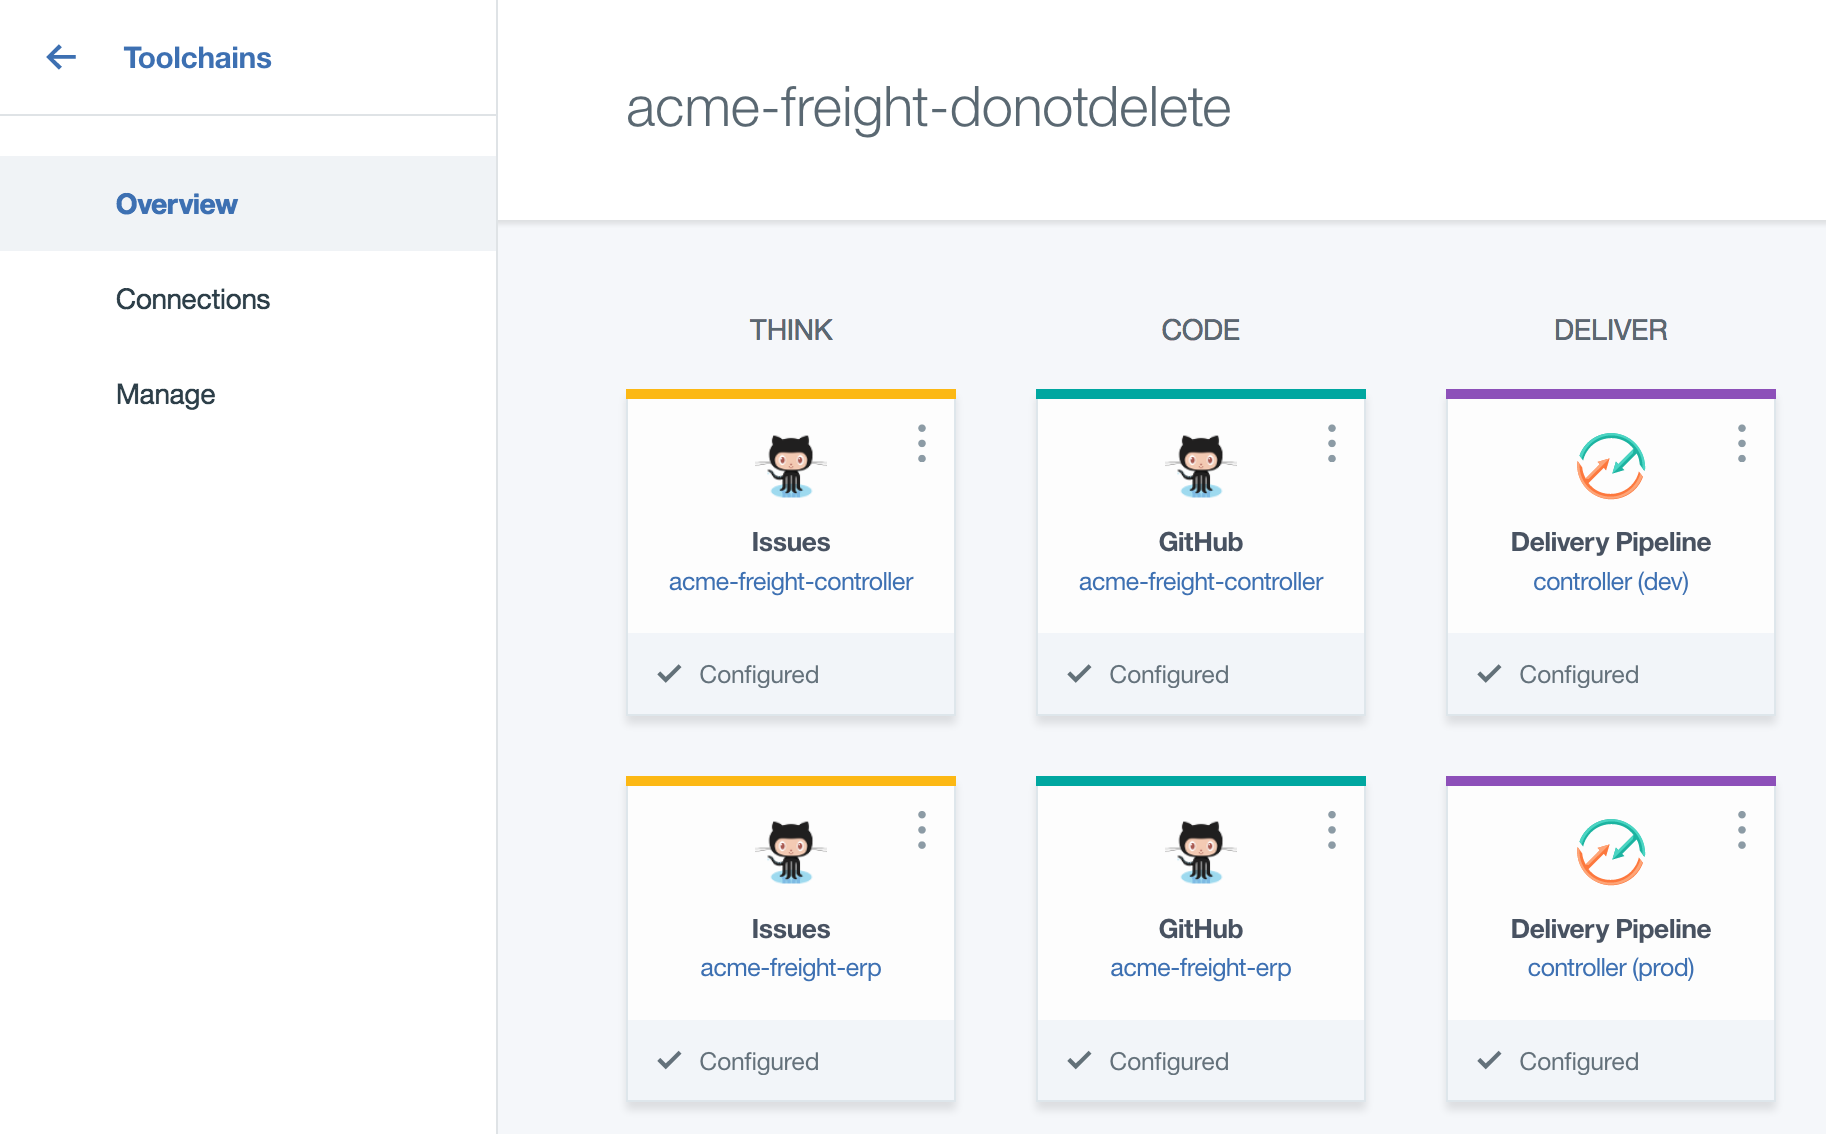 Toolchains
acme-freight-donotdelete
Overview
Connections
Manage
THINK
CODE
DELIVER
Issues
acme-freight-controller
Configured
GitHub
acme-freight-controller
Configured
Delivery Pipeline
controller (dev)
Configured
Issues
acme-freight-erp
Configured
GitHub
acme-freight-erp
Configured
Delivery Pipeline
controller (prod)
Configured